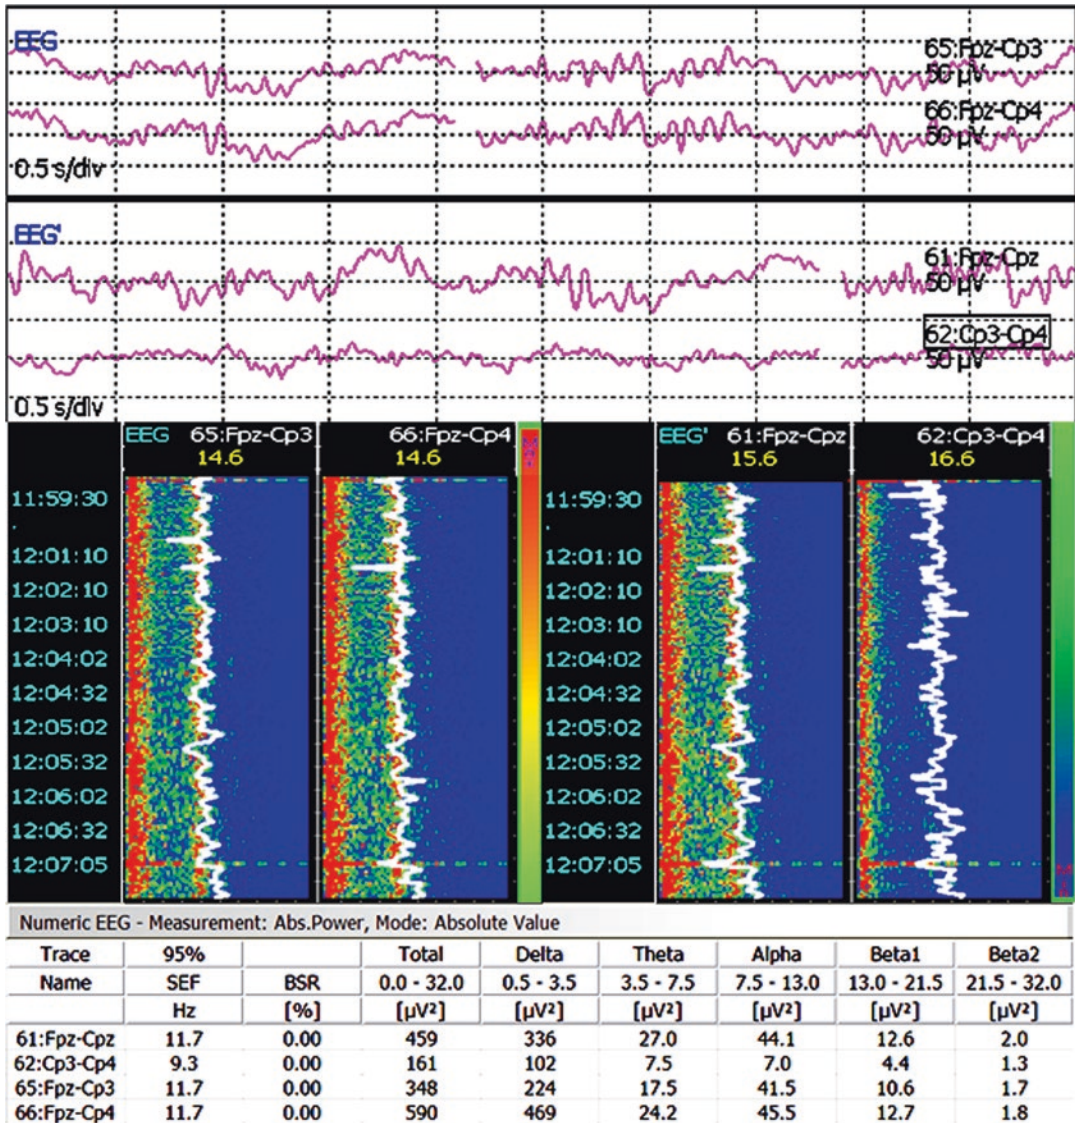 EEG
65:Fpz-Cp3
50 µV
66:Fpz-Cp4
50 µV
0.5 s/div
EEG'
61:Fpz-Cpz
50 µV
62:Cp3-Cp4
50 µV
0.5 s/div
EEG 65:Fpz-Cp3 66:Fpz-Cp4
14.6 14.6
11:59:30
12:01:10
12:02:10
12:03:10
12:04:02
12:04:32
12:05:02
12:05:32
12:06:02
12:06:32
12:07:05
EEG' 61:Fpz-Cpz 62:Cp3-Cp4
15.6 16.6
11:59:30
12:01:10
12:02:10
12:03:10
12:04:02
12:04:32
12:05:02
12:05:32
12:06:02
12:06:32
12:07:05
Numeric EEG - Measurement: Abs.Power, Mode: Absolute Value
Trace 95% Total Delta Theta Alpha Beta1 Beta2
Name SEF BSR 0.0 - 32.0 0.5 - 3.5 3.5 - 7.5 7.5 - 13.0 13.0 - 21.5 21.5 - 32.0
Hz [%] [µV²] [µV²] [µV²] [µV²] [µV²] [µV²]
61:Fpz-Cpz 11.7 0.00 459 336 27.0 44.1 12.6 2.0
62:Cp3-Cp4 9.3 0.00 161 102 7.5 7.0 4.4 1.3
65:Fpz-Cp3 11.7 0.00 348 224 17.5 41.5 10.6 1.7
66:Fpz-Cp4 11.7 0.00 590 469 24.2 45.5 12.7 1.8